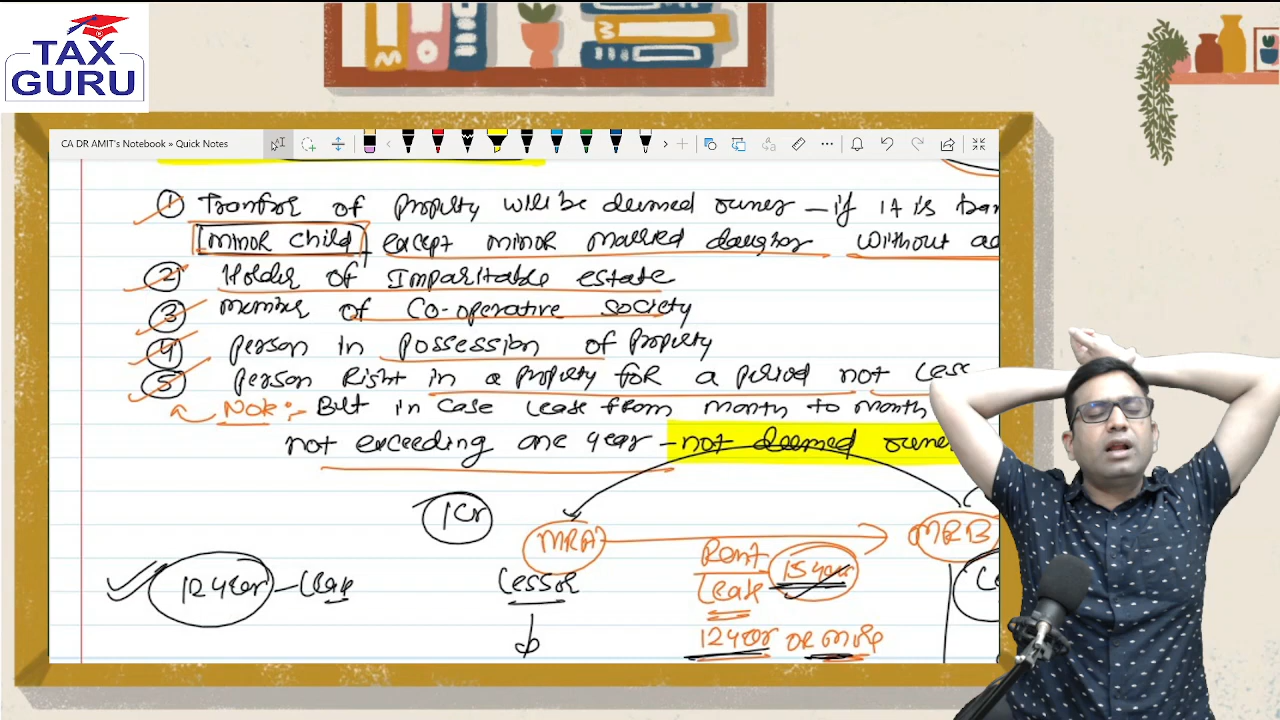 TAX
GURU
CA DR AMIT's Notebook » Quick Notes
① Transfer of property will be deemed owner – if it is
minor child except minor married daughter without
② Holder of Impartable estate
③ member of Co-operative society
④ person in possession of property
⑤ person Right in a property for a period not less
Note:- But in case lease from month to month
not exceeding one year – not deemed owner
1Cr
MRA
MRB
Rent
15 year
12 year – lease
Lessor
Lease
12 year or more